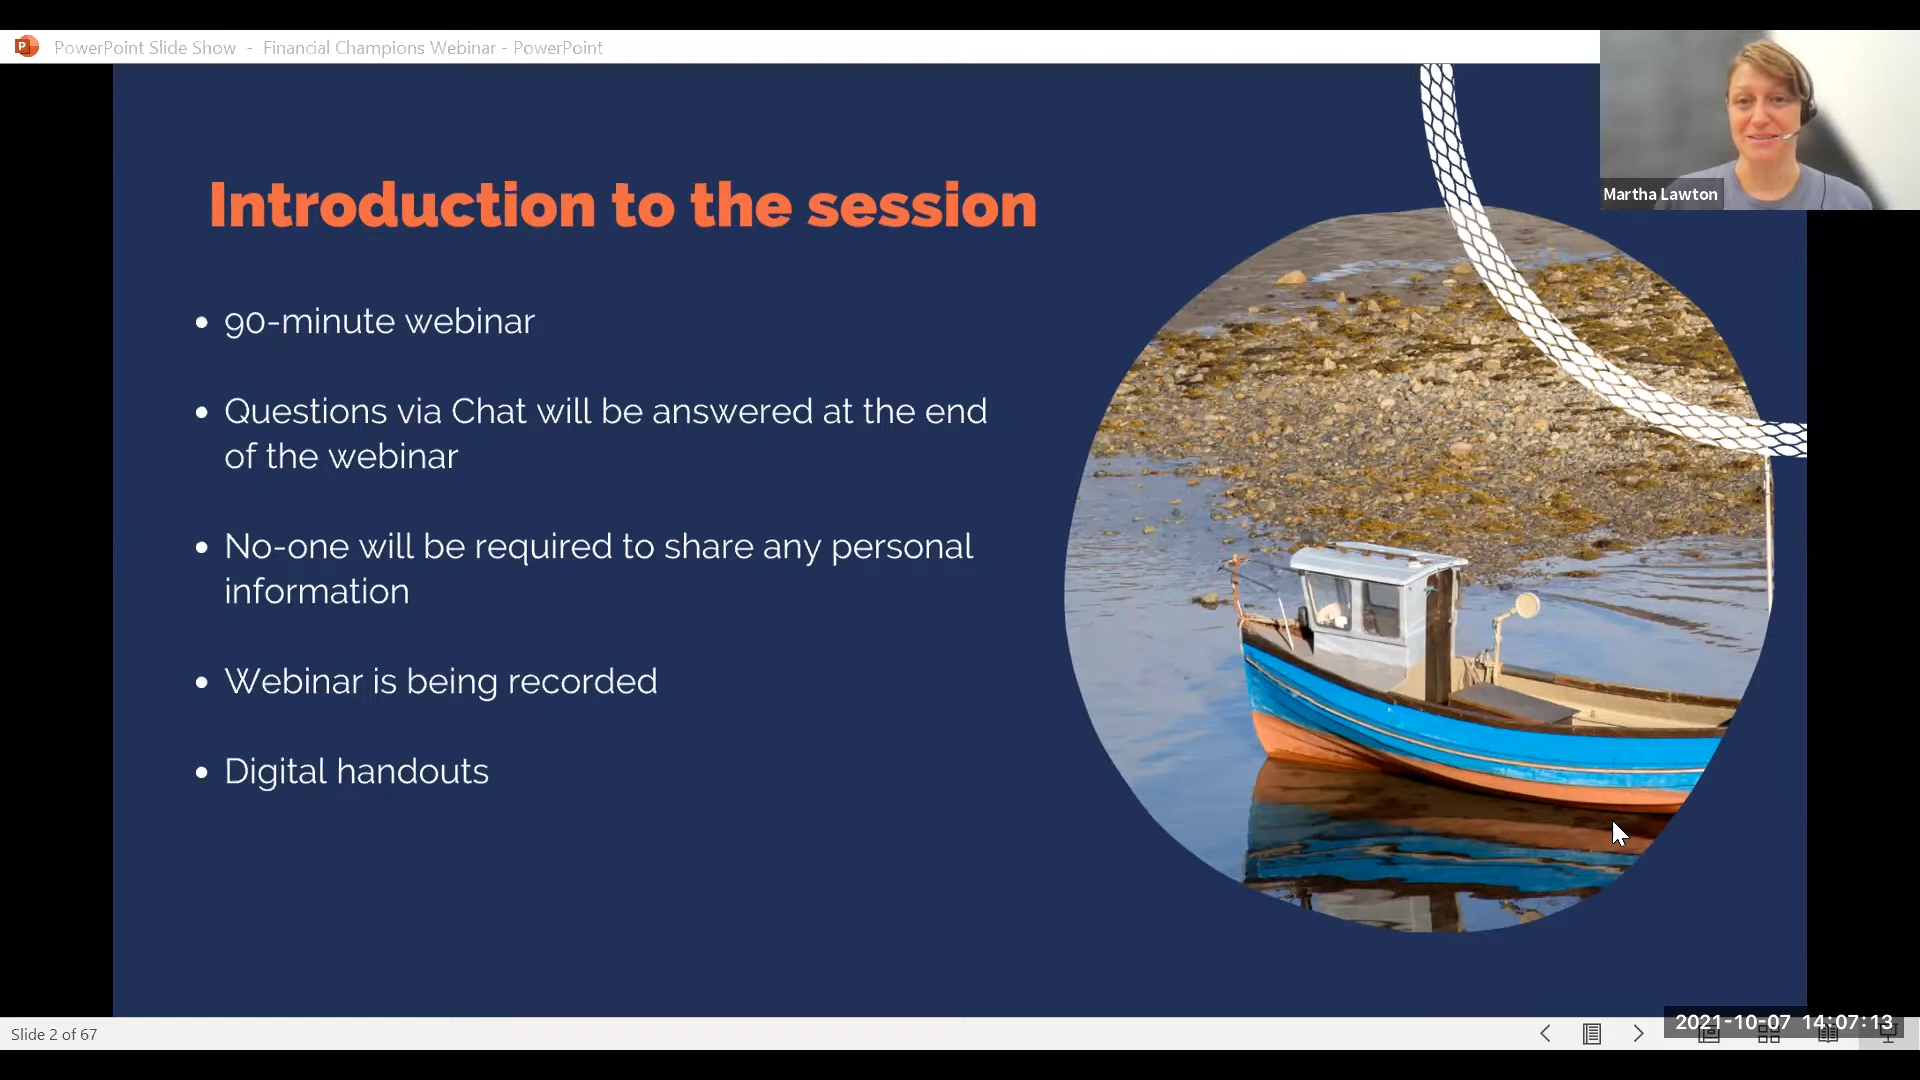 PowerPoint Slide Show - Financial Champions Webinar - PowerPoint
Martha Lawton
Introduction to the session
• 90-minute webinar
• Questions via Chat will be answered at the end
of the webinar
• No-one will be required to share any personal
information
• Webinar is being recorded
• Digital handouts
Slide 2 of 67
2021-10-07 14:07:13